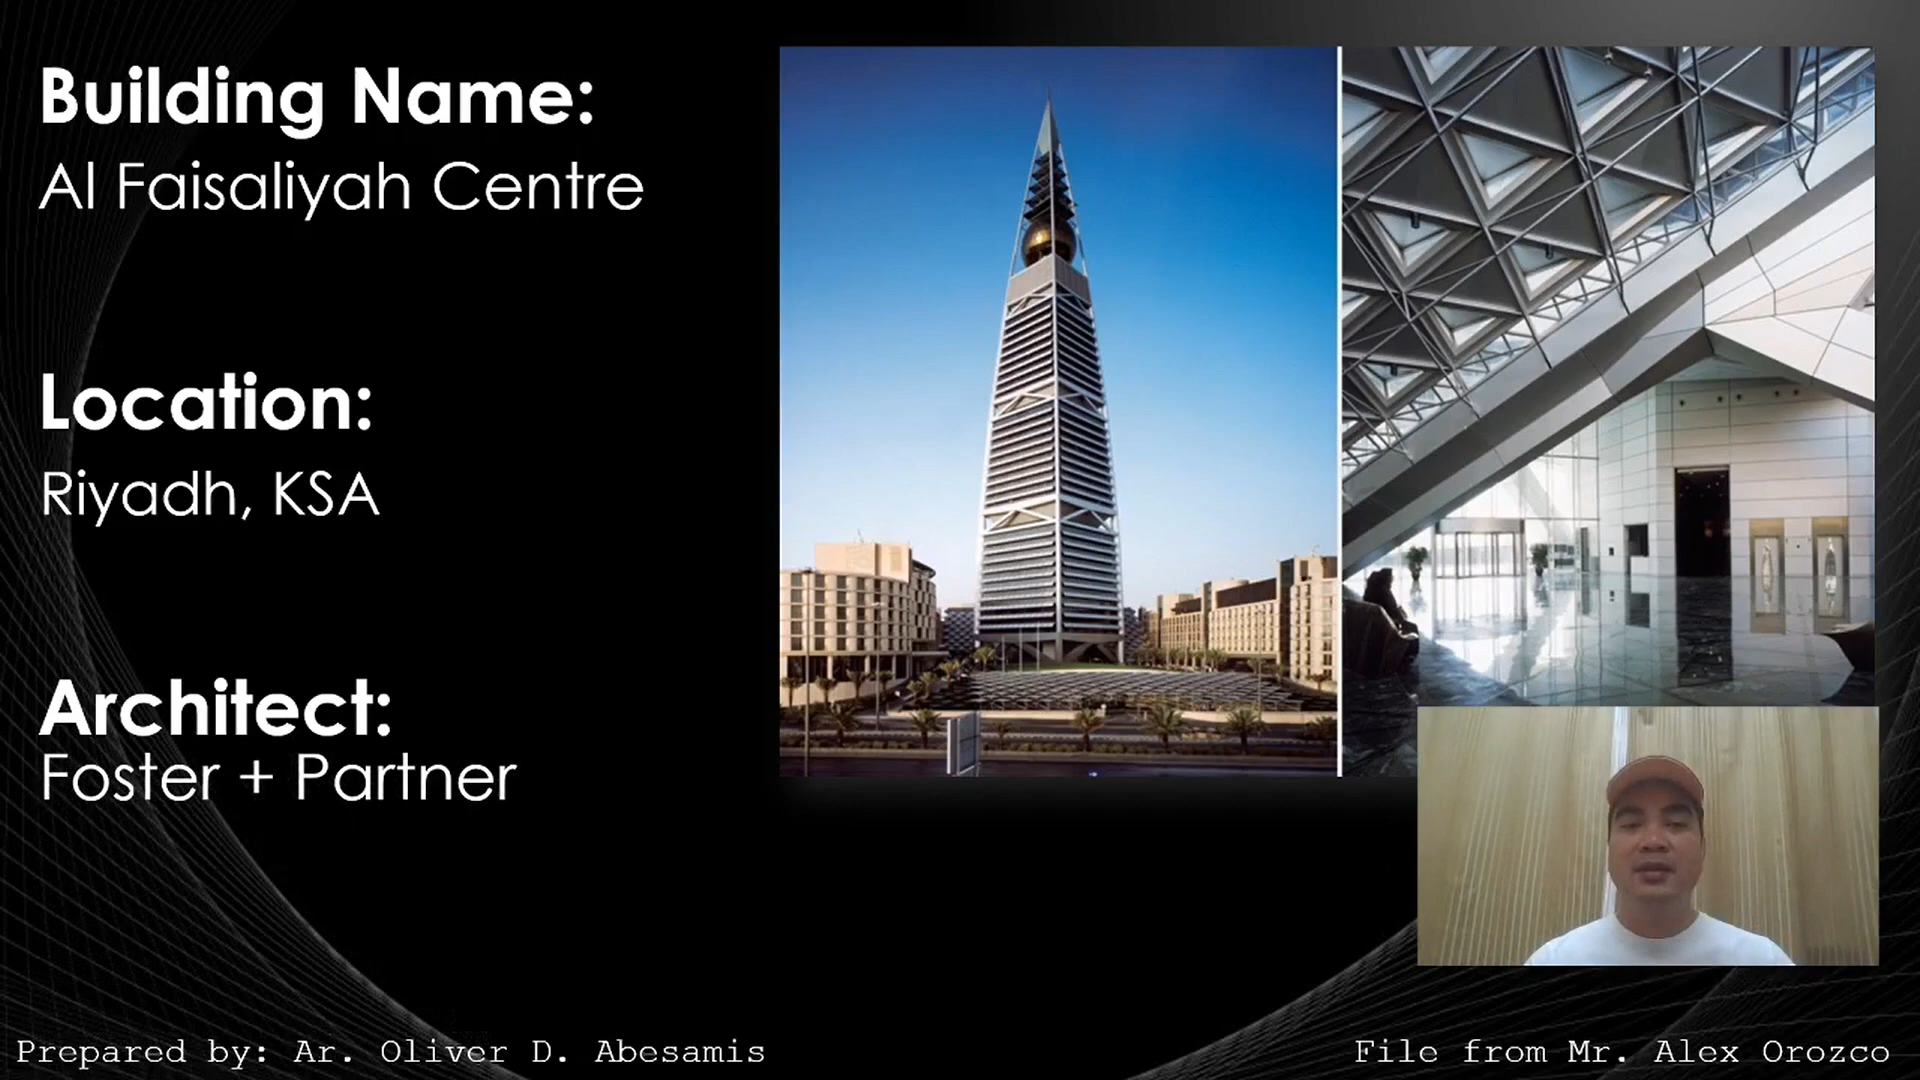 Building Name:
Al Faisaliyah Centre
Location:
Riyadh, KSA
Architect:
Foster + Partner
Prepared by: Ar. Oliver D. Abesamis
File from Mr. Alex Orozco